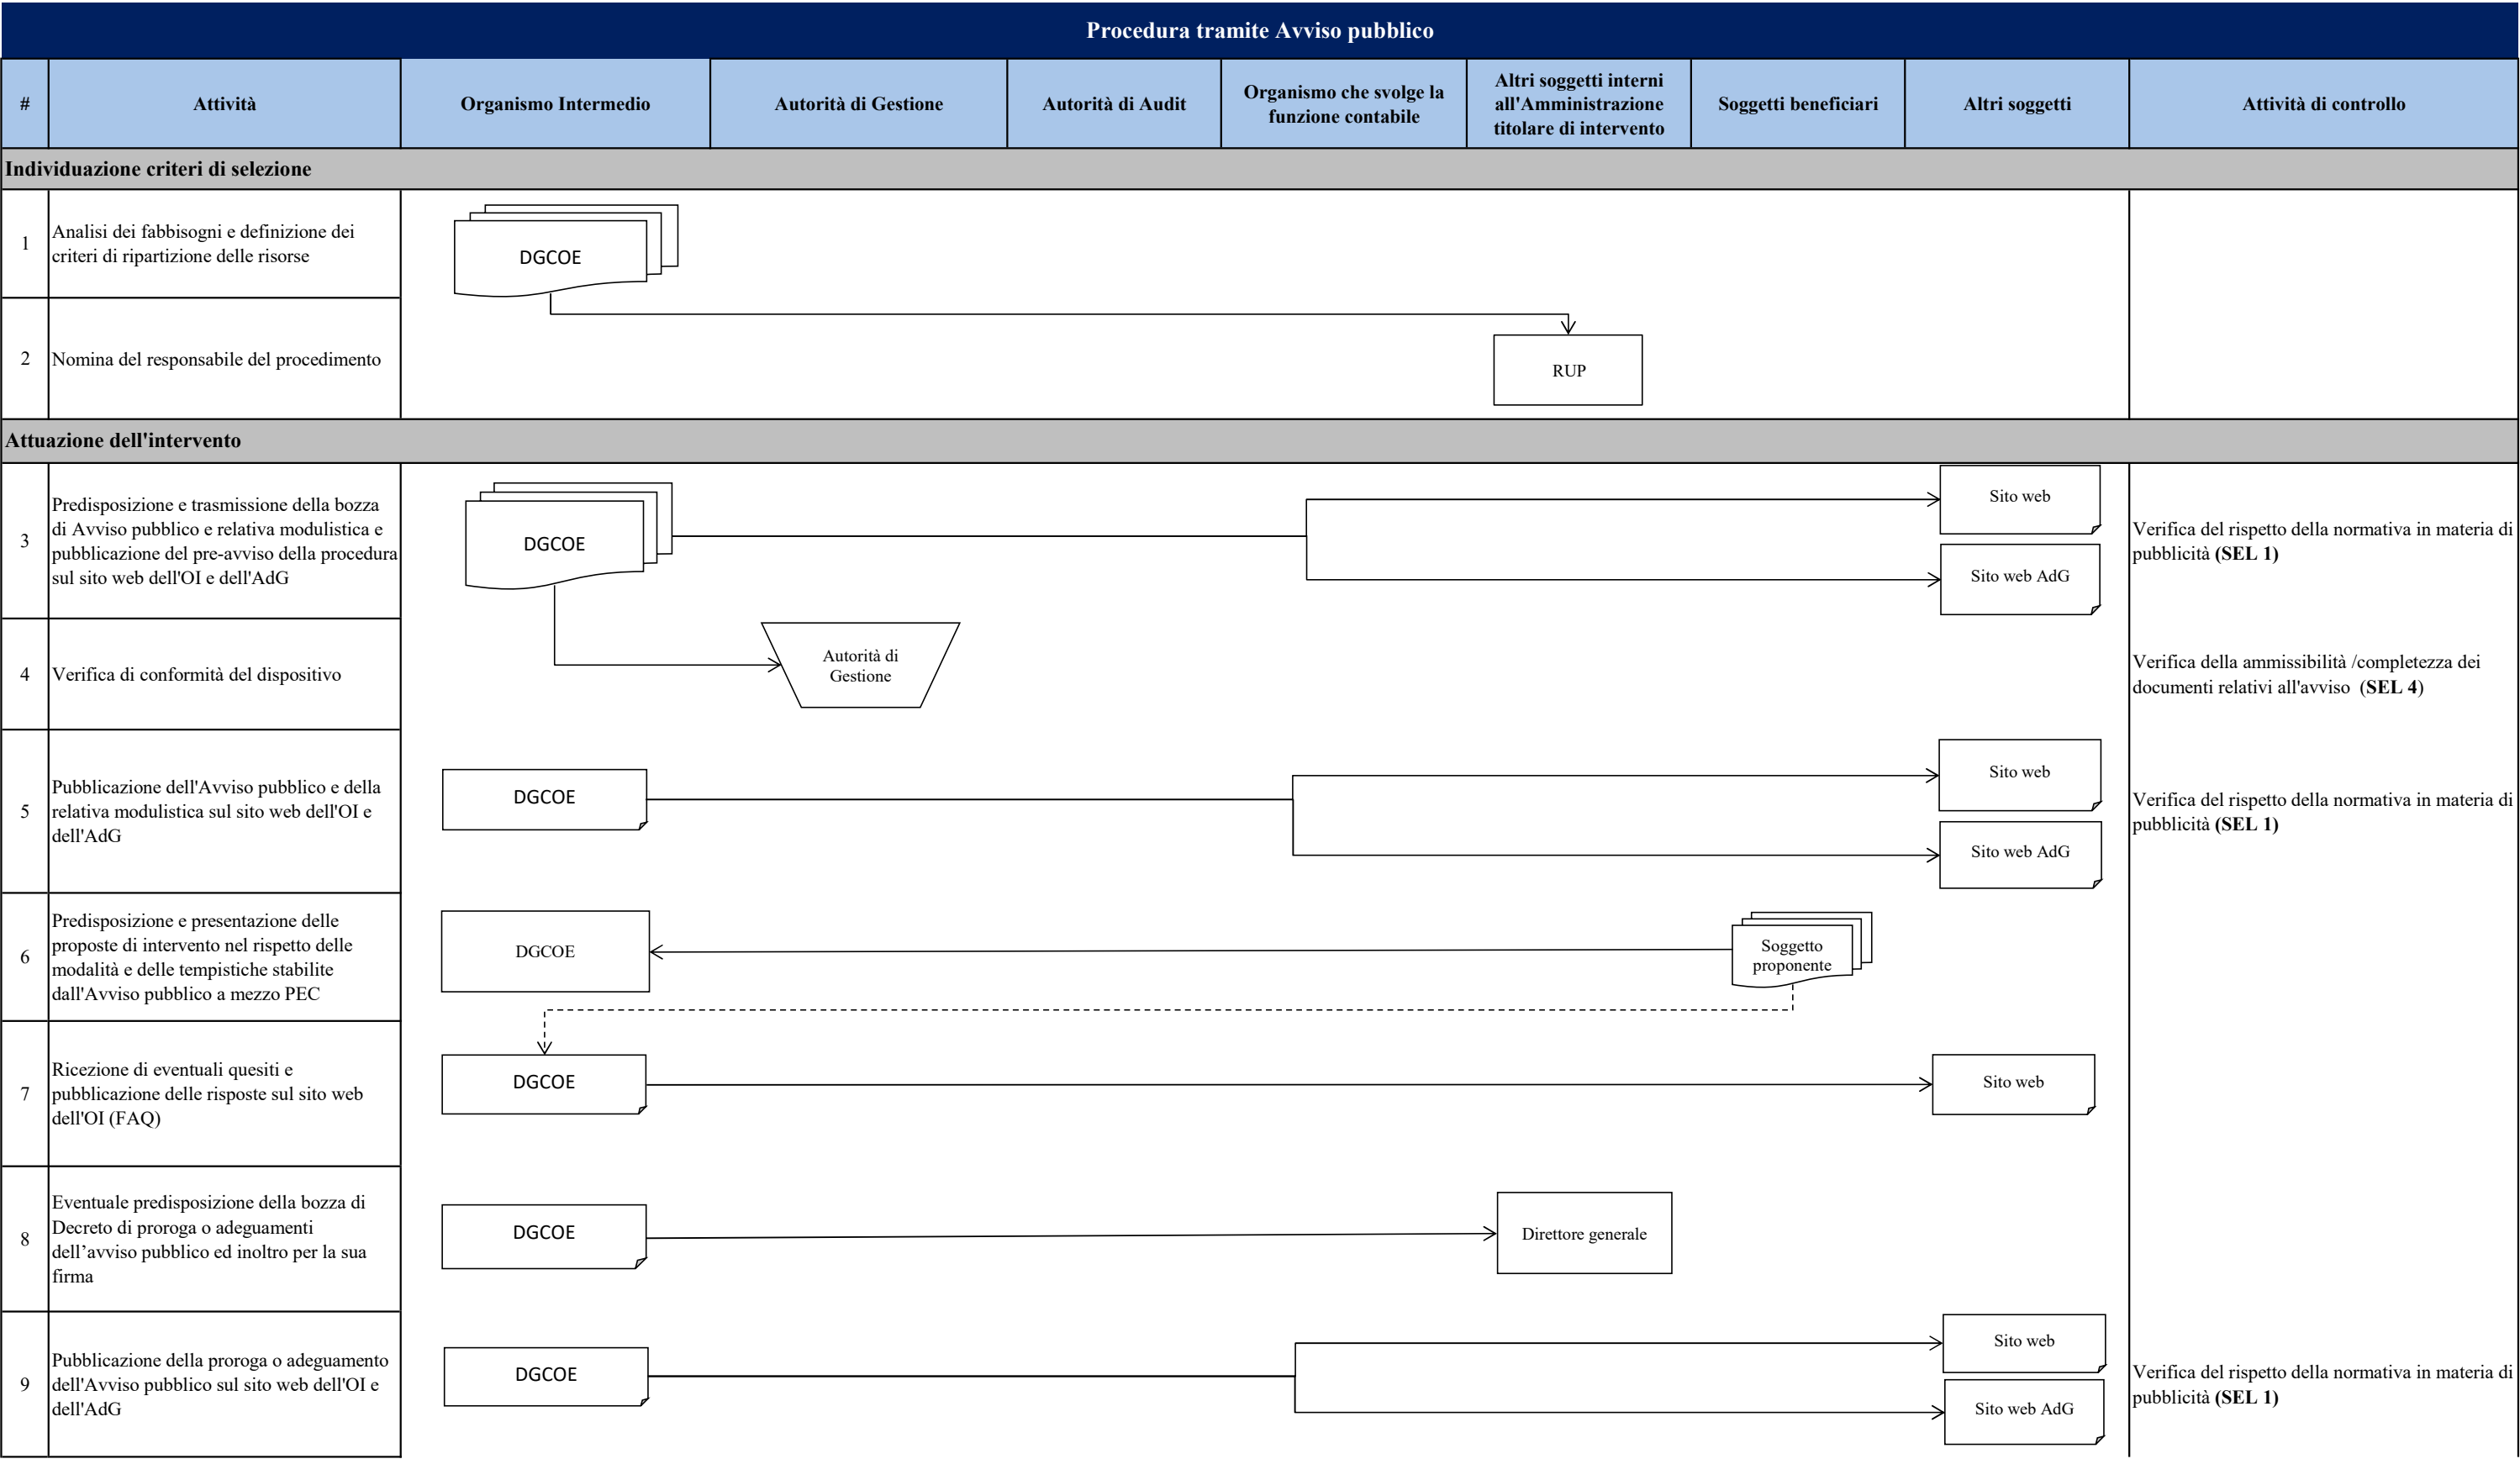 Procedura tramite Avviso pubblico
#
Attività
Organismo Intermedio
Autorità di Gestione
Autorità di Audit
Organismo che svolge la
funzione contabile
Altri soggetti interni
all'Amministrazione
titolare di intervento
Soggetti beneficiari
Altri soggetti
Attività di controllo
Individuazione criteri di selezione
1
Analisi dei fabbisogni e definizione dei
criteri di ripartizione delle risorse
DGCOE
2
Nomina del responsabile del procedimento
RUP
Attuazione dell'intervento
3
Predisposizione e trasmissione della bozza
di Avviso pubblico e relativa modulistica e
pubblicazione del pre-avviso della procedura
sul sito web dell'OI e dell'AdG
DGCOE
Sito web
Sito web AdG
Verifica del rispetto della normativa in materia di
pubblicità (SEL 1)
4
Verifica di conformità del dispositivo
Autorità di
Gestione
Verifica della ammissibilità /completezza dei
documenti relativi all'avviso  (SEL 4)
5
Pubblicazione dell'Avviso pubblico e della
relativa modulistica sul sito web dell'OI e
dell'AdG
DGCOE
Sito web
Sito web AdG
Verifica del rispetto della normativa in materia di
pubblicità (SEL 1)
6
Predisposizione e presentazione delle
proposte di intervento nel rispetto delle
modalità e delle tempistiche stabilite
dall'Avviso pubblico a mezzo PEC
DGCOE
Soggetto
proponente
7
Ricezione di eventuali quesiti e
pubblicazione delle risposte sul sito web
dell'OI (FAQ)
DGCOE
Sito web
8
Eventuale predisposizione della bozza di
Decreto di proroga o adeguamenti
dell’avviso pubblico ed inoltro per la sua
firma
DGCOE
Direttore generale
9
Pubblicazione della proroga o adeguamento
dell'Avviso pubblico sul sito web dell'OI e
dell'AdG
DGCOE
Sito web
Sito web AdG
Verifica del rispetto della normativa in materia di
pubblicità (SEL 1)